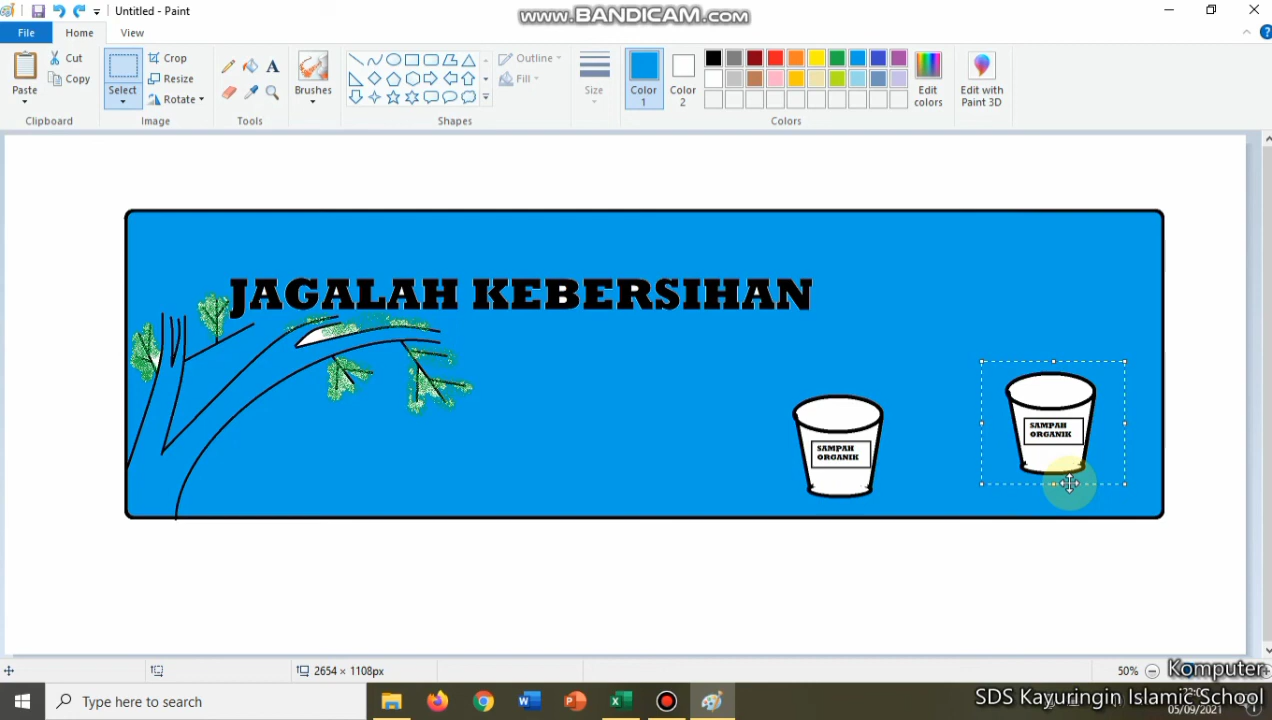 Untitled - Paint
www.BANDICAM.com
File
Home
View
Paste
Cut
Copy
Clipboard
Select
Crop
Resize
Rotate
Image
A
Tools
Brushes
Outline
Fill
Shapes
Size
Color 1
Color 2
Edit colors
Colors
Edit with Paint 3D
JAGALAH KEBERSIHAN
SAMPAH
ORGANIK
SAMPAH
ORGANIK
2654 × 1108px
50%
Komputer
SDS Kayuringin Islamic School
Type here to search
05/09/2021